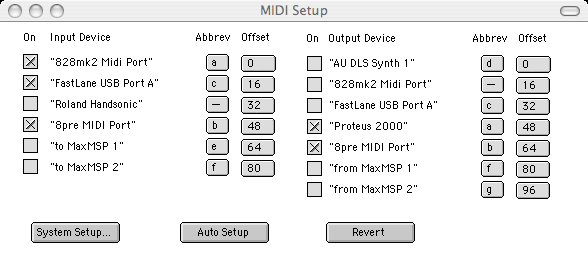 MIDI Setup
On Input Device Abbrev Offset On Output Device Abbrev Offset
"828mk2 Midi Port" a 0 "AU DLS Synth 1" d 0
"FastLane USB Port A" c 16 "828mk2 Midi Port" — 16
"Roland Handsonic" — 32 "FastLane USB Port A" c 32
"8pre MIDI Port" b 48 "Proteus 2000" a 48
"to MaxMSP 1" e 64 "8pre MIDI Port" b 64
"to MaxMSP 2" f 80 "from MaxMSP 1" f 80
"from MaxMSP 2" g 96
System Setup... Auto Setup Revert